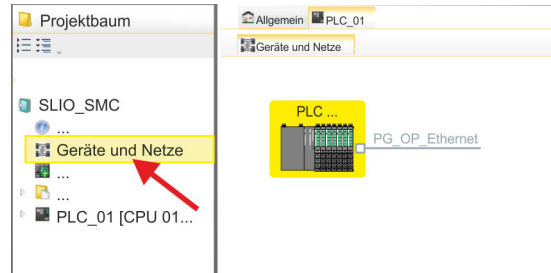 Projektbaum
SLIO_SMC
...
Geräte und Netze
...
...
PLC_01 [CPU 01...
Allgemein PLC_01
Geräte und Netze
PLC ...
PG_OP_Ethernet